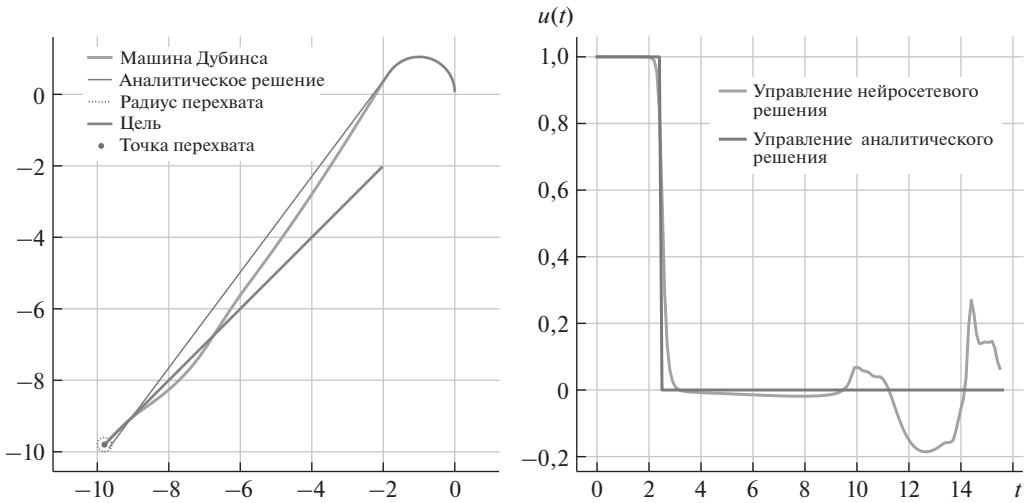 Машина Дубинса
Аналитическое решение
Радиус перехвата
Цель
Точка перехвата
0
−2
−4
−6
−8
−10
−10
−8
−6
−4
−2
0
u(t)
1,0
0,8
0,6
0,4
0,2
0
−0,2
Управление нейросетевого
решения
Управление аналитического
решения
0
2
4
6
8
10
12
14
t